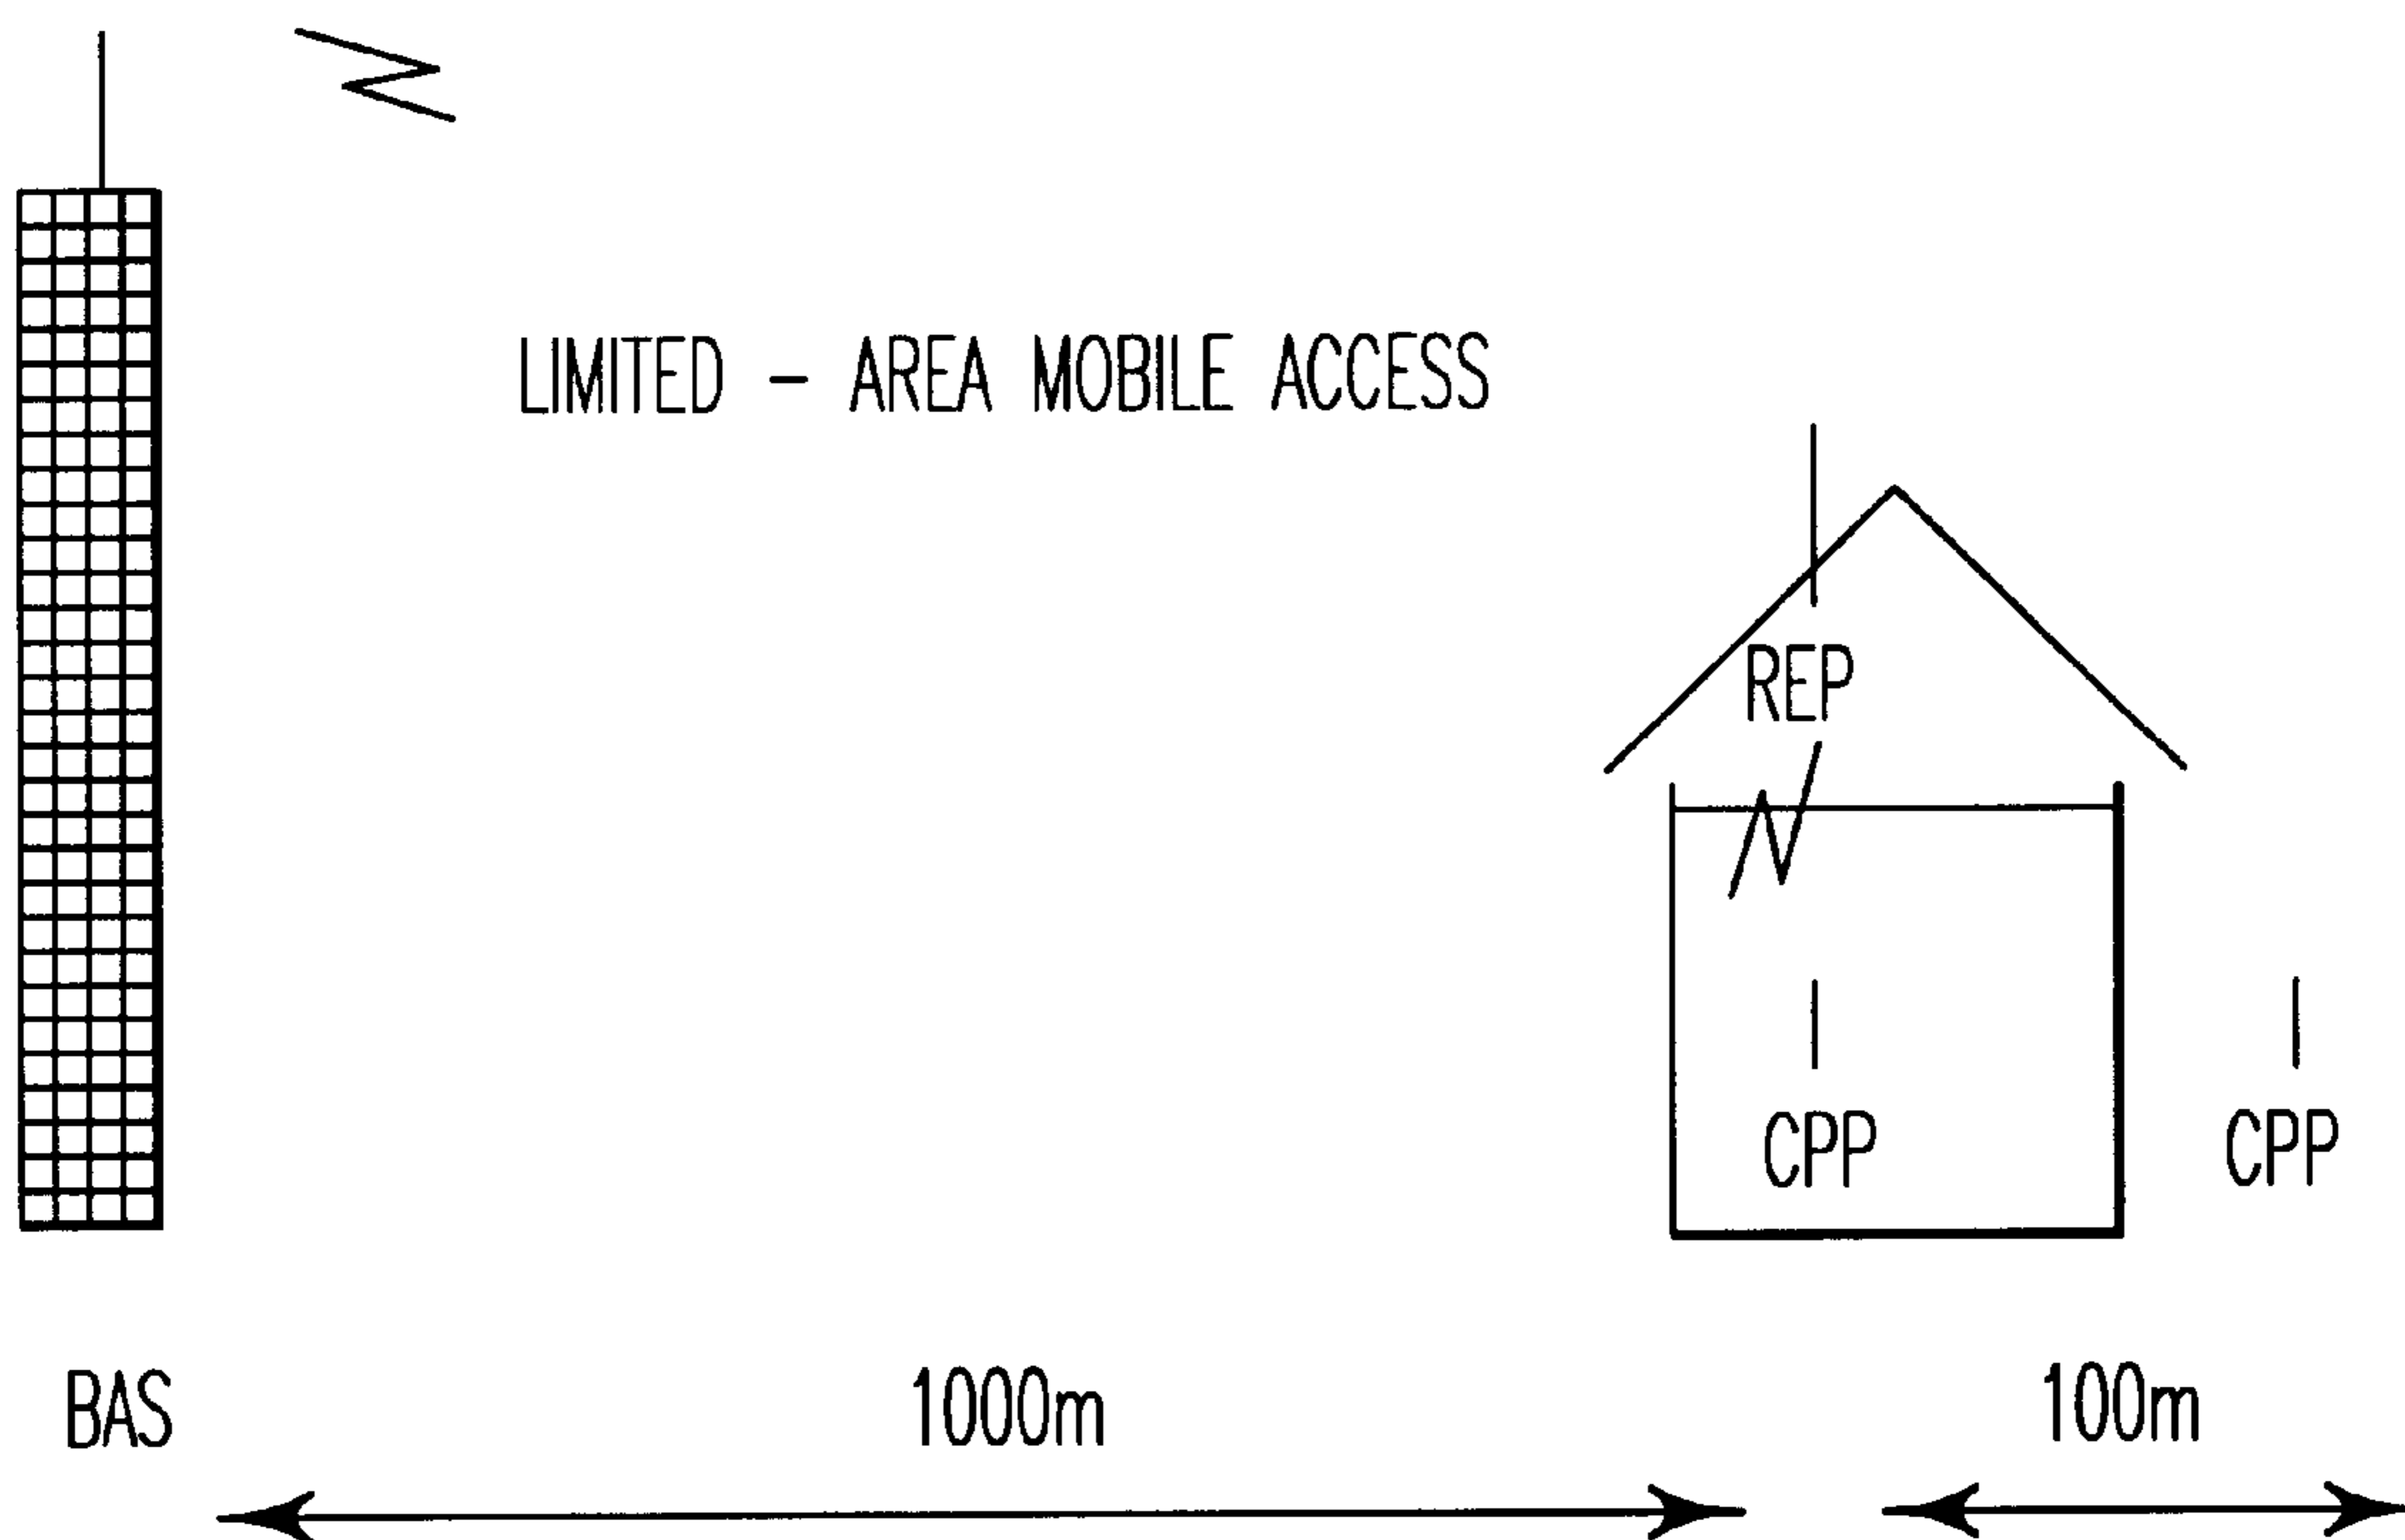 LIMITED - AREA MOBILE ACCESS
REP
CPP
CPP
BAS
1000m
100m